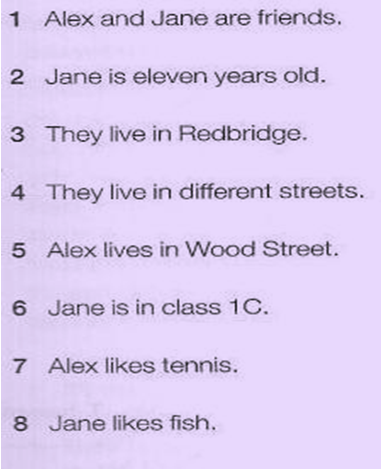 1 Alex and Jane are friends.
2 Jane is eleven years old.
3 They live in Redbridge.
4 They live in different streets.
5 Alex lives in Wood Street.
6 Jane is in class 1C.
7 Alex likes tennis.
8 Jane likes fish.